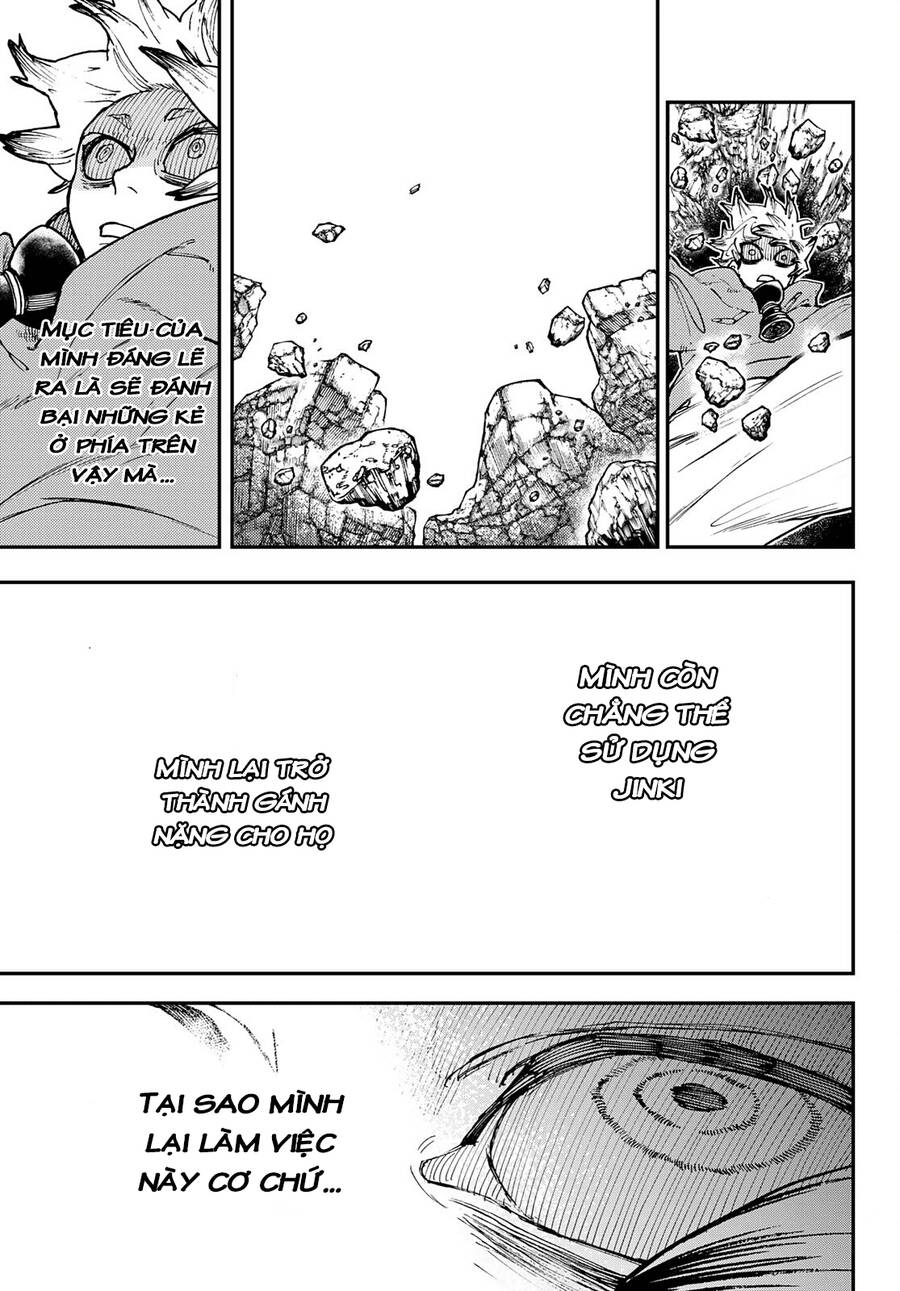 MỤC TIÊU CỦA
MÌNH ĐÁNG LẼ
RA LÀ SẼ ĐÁNH
BẠI NHỮNG KẺ
Ở PHÍA TRÊN
VẬY MÀ...
MÌNH CÒN
CHẲNG THỂ
SỬ DỤNG
JINKI
MÌNH LẠI TRỞ
THÀNH GÁNH
NẶNG CHO HỌ
TẠI SAO MÌNH
LẠI LÀM VIỆC
NÀY CƠ CHỨ...